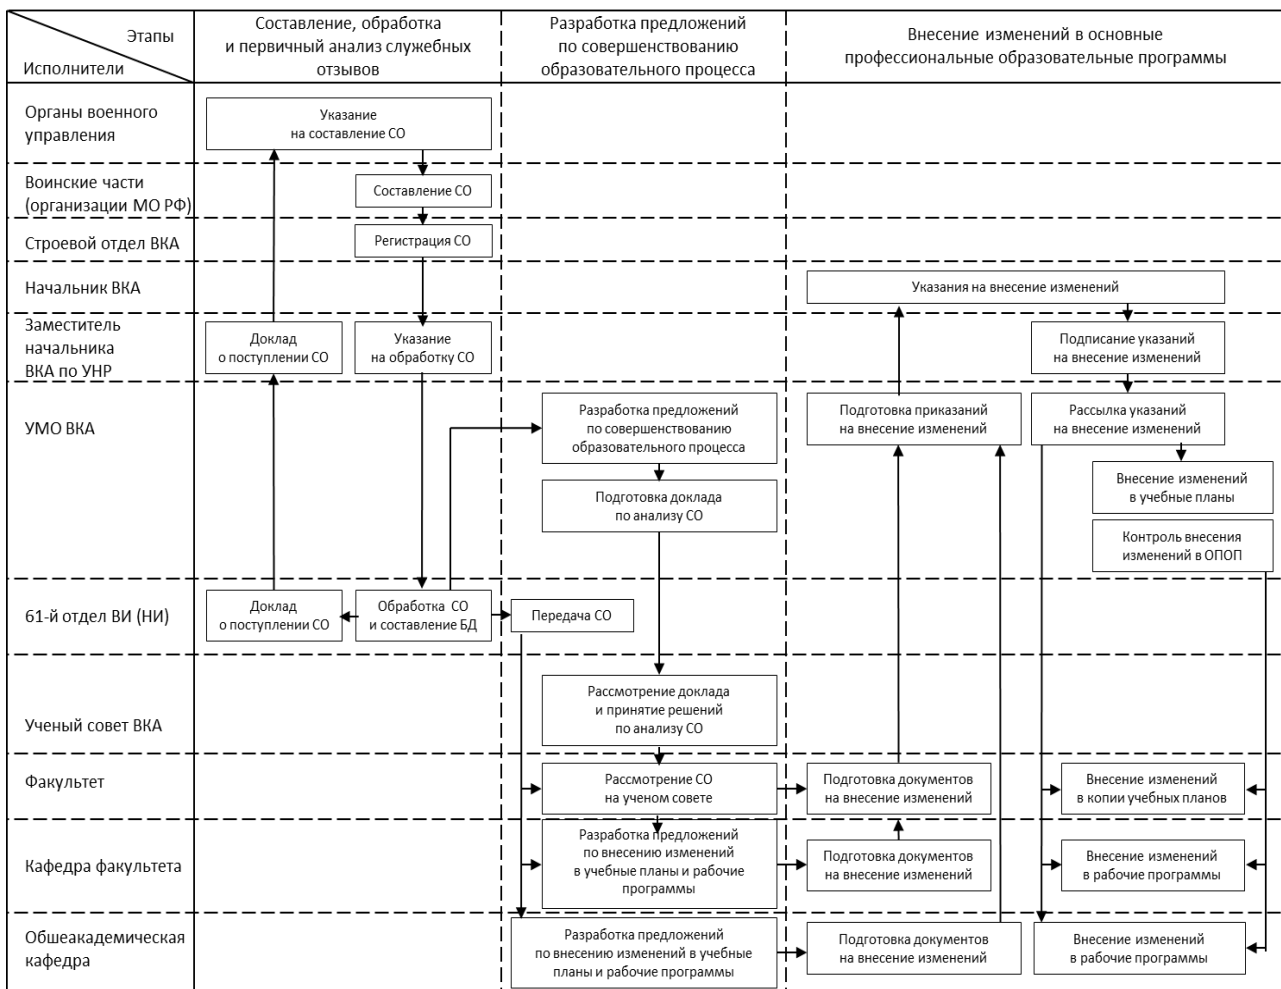 Этапы
Исполнители
Составление, обработка
и первичный анализ служебных
отзывов
Разработка предложений
по совершенствованию
образовательного процесса
Внесение изменений в основные
профессиональные образовательные программы
Органы военного
управления
Указание
на составление СО
Воинские части
(организации МО РФ)
Составление СО
Строевой отдел ВКА
Регистрация СО
Начальник ВКА
Указания на внесение изменений
Заместитель
начальника
ВКА по УНР
Доклад
о поступлении СО
Указание
на обработку СО
Подписание указаний
на внесение изменений
УМО ВКА
Разработка предложений
по совершенствованию
образовательного процесса
Подготовка доклада
по анализу СО
Подготовка приказаний
на внесение изменений
Рассылка указаний
на внесение изменений
Внесение изменений
в учебные планы
Контроль внесения
изменений в ОПОП
61-й отдел ВИ (НИ)
Доклад
о поступлении СО
Обработка СО
и составление БД
Передача СО
Ученый совет ВКА
Рассмотрение доклада
и принятие решений
по анализу СО
Факультет
Рассмотрение СО
на ученом совете
Подготовка документов
на внесение изменений
Внесение изменений
в копии учебных планов
Кафедра факультета
Разработка предложений
по внесению изменений
в учебные планы и рабочие
программы
Подготовка документов
на внесение изменений
Внесение изменений
в рабочие программы
Обшеакадемическая
кафедра
Разработка предложений
по внесению изменений в учебные
планы и рабочие программы
Подготовка документов
на внесение изменений
Внесение изменений
в рабочие программы